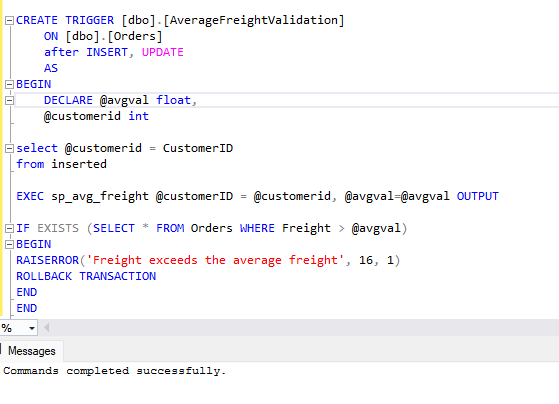 CREATE TRIGGER [dbo].[AverageFreightValidation]
ON [dbo].[Orders]
after INSERT, UPDATE
AS
BEGIN
DECLARE @avgval float,
@customerid int
select @customerid = CustomerID
from inserted
EXEC sp_avg_freight @customerID = @customerid, @avgval=@avgval OUTPUT
IF EXISTS (SELECT * FROM Orders WHERE Freight > @avgval)
BEGIN
RAISERROR('Freight exceeds the average freight', 16, 1)
ROLLBACK TRANSACTION
END
END
%
Messages
Commands completed successfully.